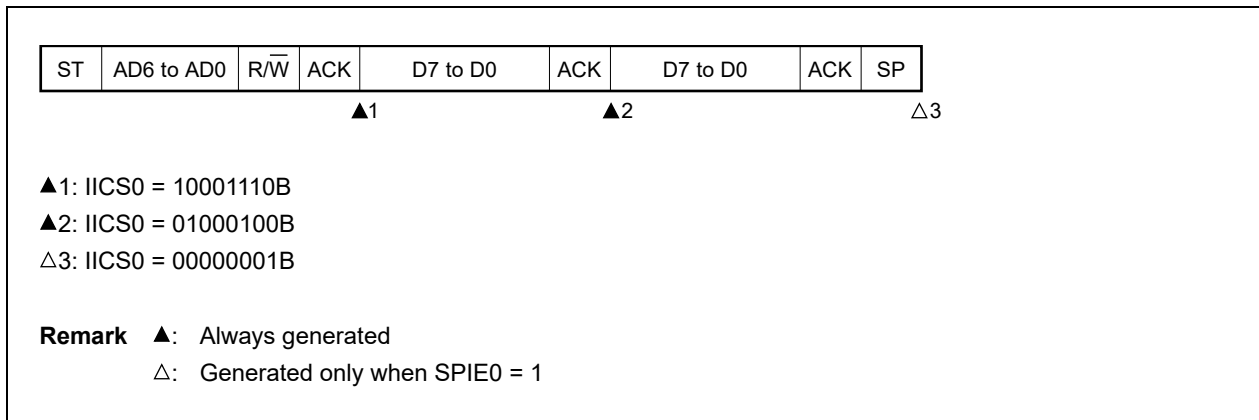 ST AD6 to AD0 R/W̅ ACK D7 to D0 ACK D7 to D0 ACK SP
▲1 ▲2 △3
▲1: IICS0 = 10001110B
▲2: IICS0 = 01000100B
△3: IICS0 = 00000001B
Remark ▲: Always generated
△: Generated only when SPIE0 = 1